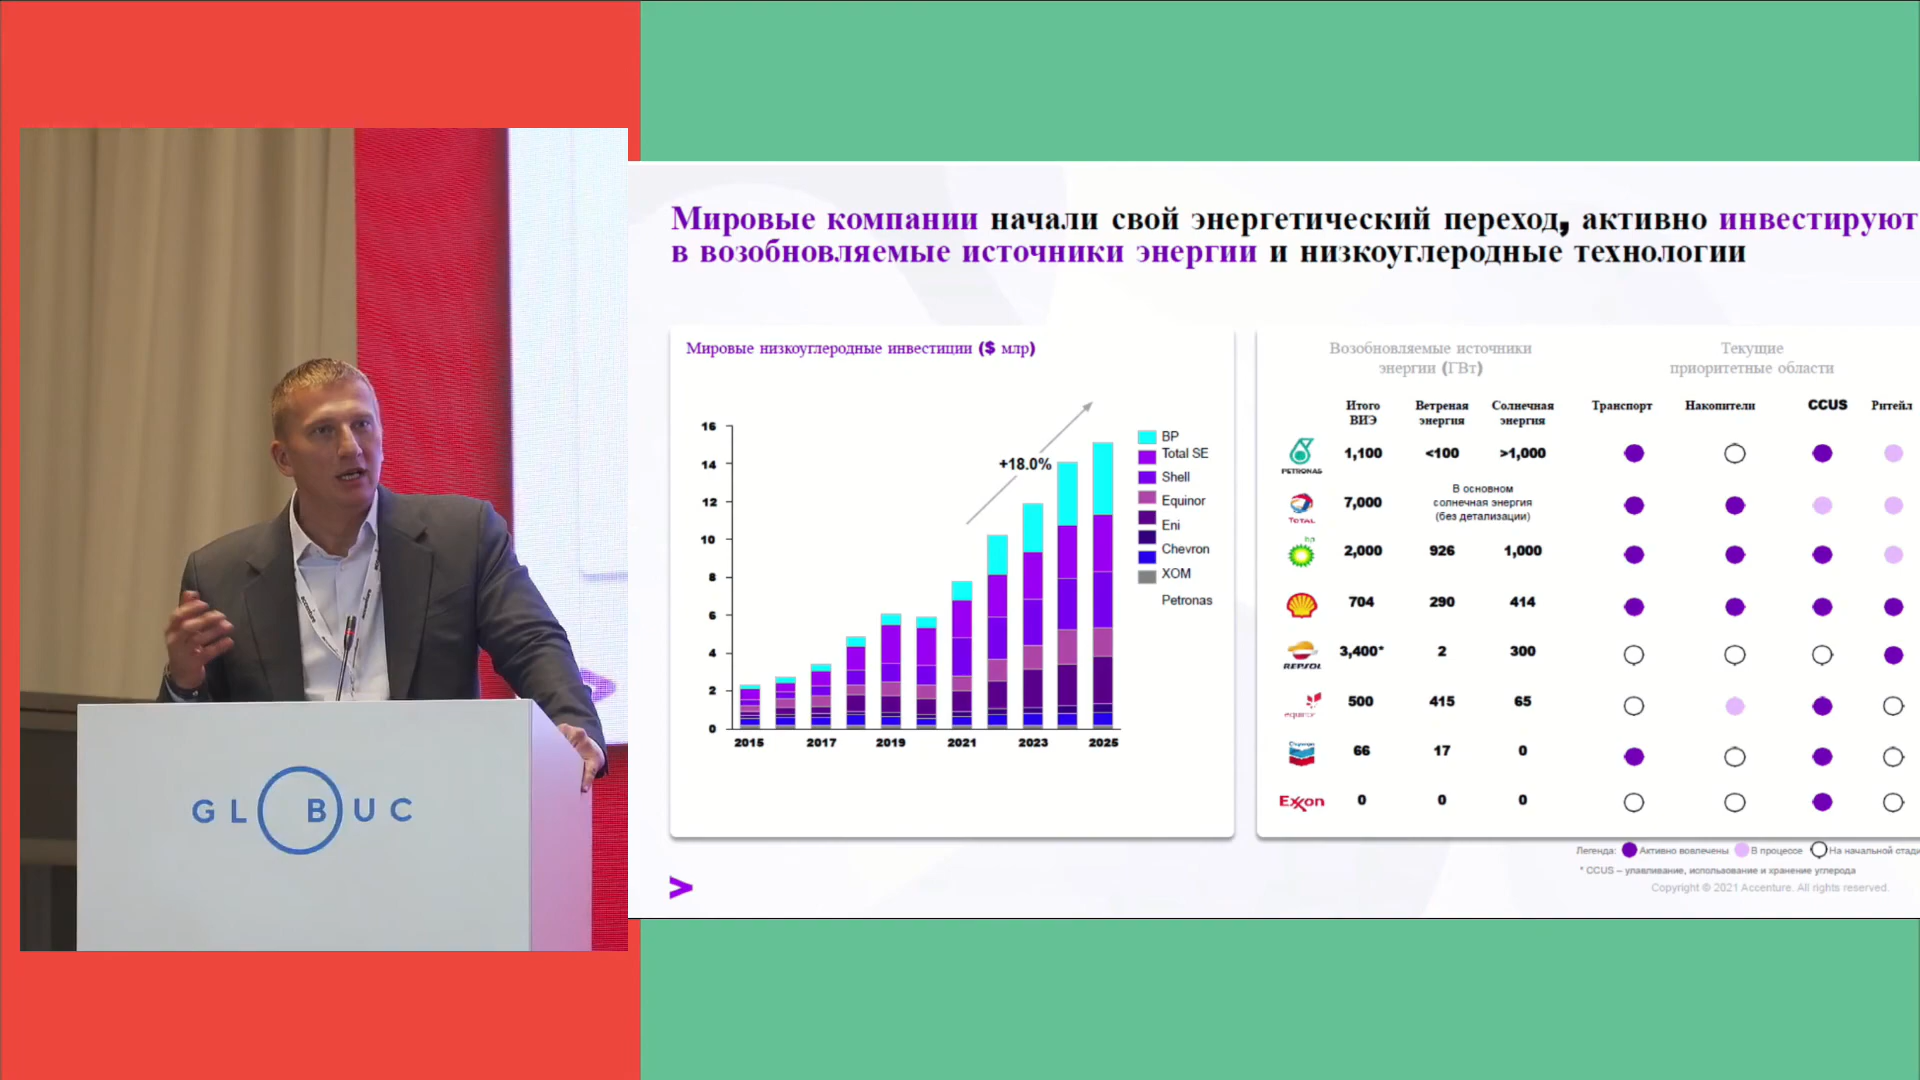 accenture
GLOBUC
Мировые компании начали свой энергетический переход, активно инвестируют
в возобновляемые источники энергии и низкоуглеродные технологии
Мировые низкоуглеродные инвестиции ($ млр)
16
14
12
10
8
6
4
2
0
2015 2017 2019 2021 2023 2025
+18.0%
BP
Total SE
Shell
Equinor
Eni
Chevron
XOM
Petronas
Возобновляемые источники
энергии (ГВт)
Текущие
приоритетные области
Итого Ветреная Солнечная Транспорт Накопители CCUS Ритейл
ВИЭ энергия энергия
PETRONAS 1,100 <100 >1,000
TOTAL 7,000 В основном
солнечная энергия
(без детализации)
bp 2,000 926 1,000
704 290 414
REPSOL 3,400* 2 300
equinor 500 415 65
Chevron 66 17 0
Exxon 0 0 0
Легенда: Активно вовлечены В процессе На начальной стади
* CCUS – улавливание, использование и хранение углерода
Copyright © 2021 Accenture. All rights reserved.